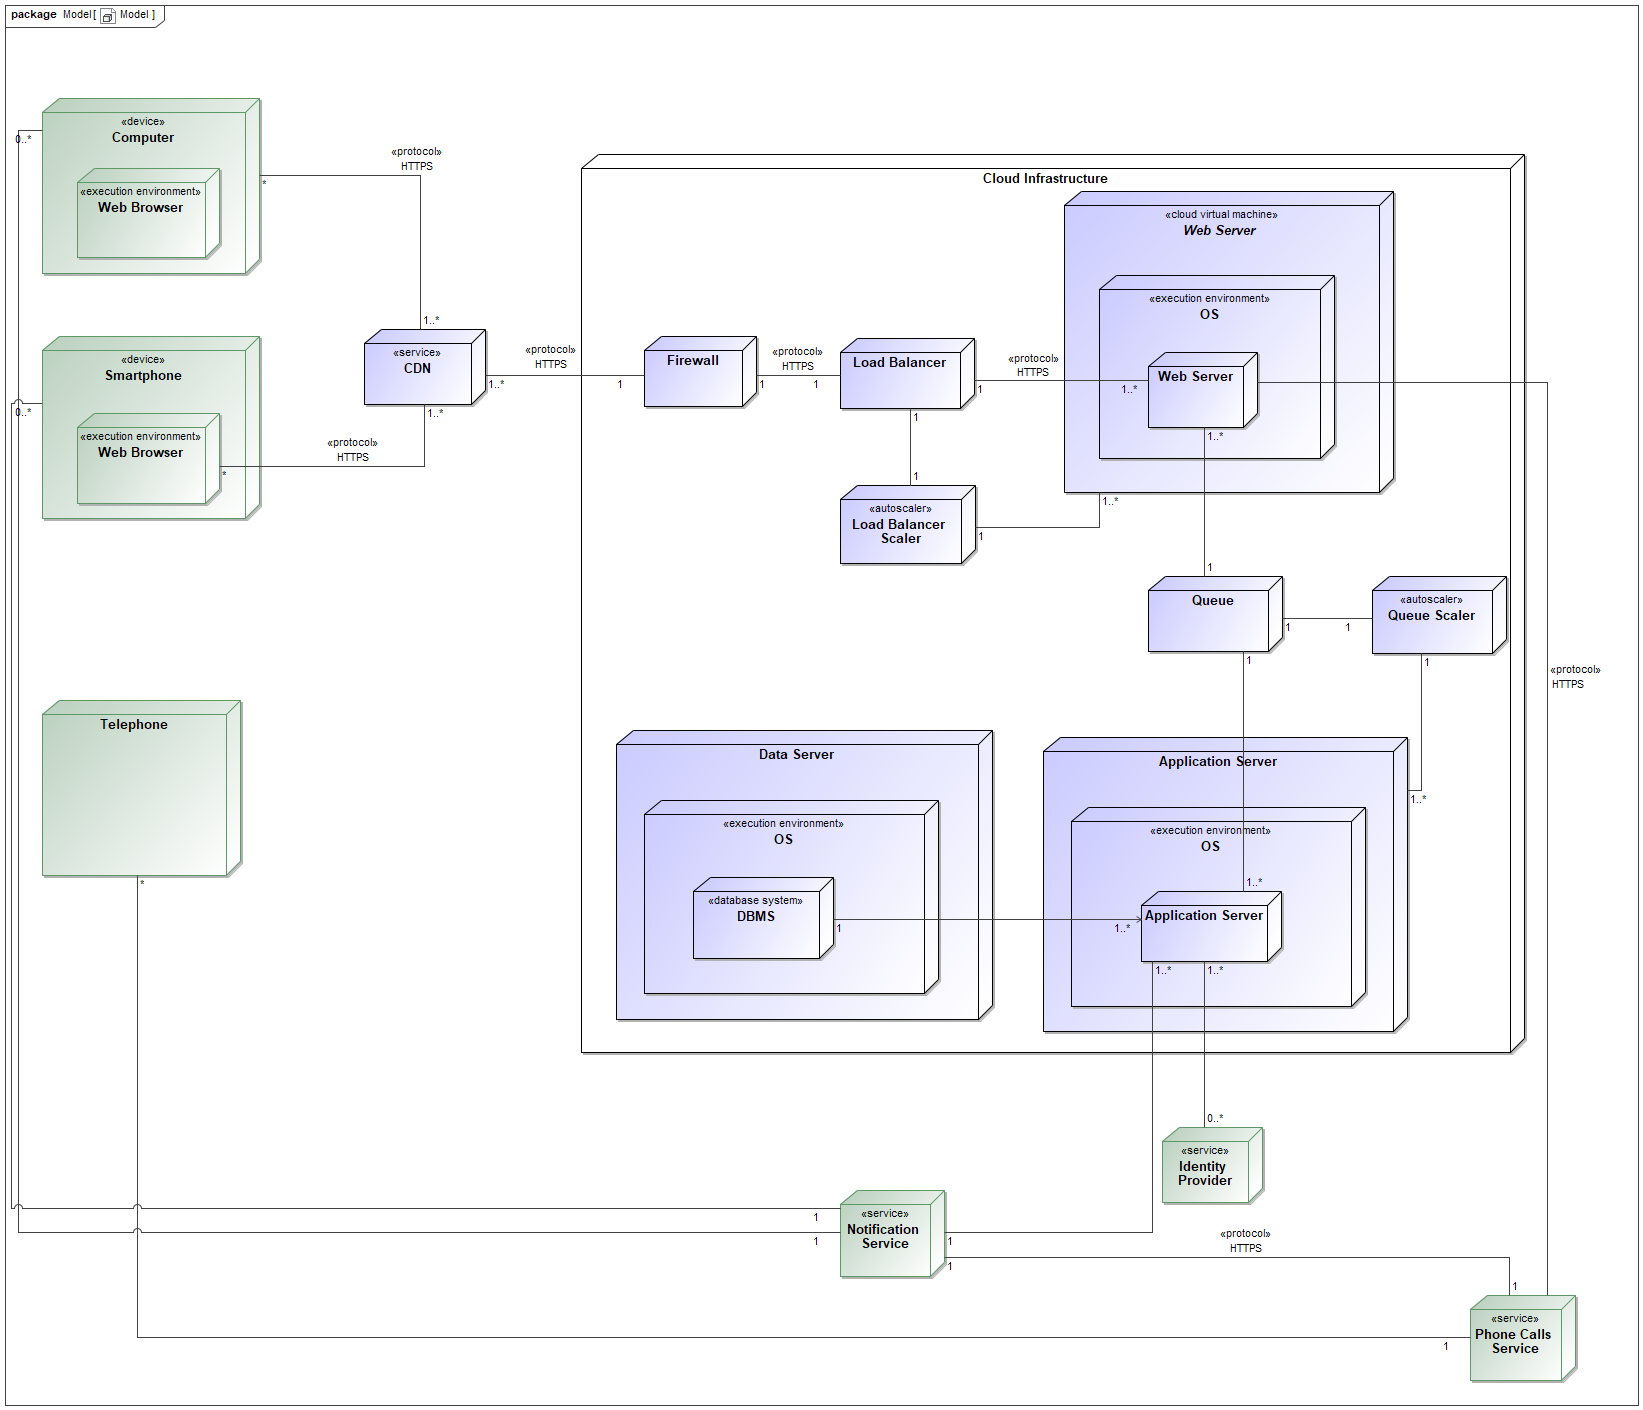 package Model[ Model ]
«device»
Computer
«execution environment»
Web Browser
0..*
*
«protocol»
HTTPS
1..*
«device»
Smartphone
«execution environment»
Web Browser
0..*
*
«protocol»
HTTPS
«service»
CDN
1..*
1..*
«protocol»
HTTPS
1
Cloud Infrastructure
Firewall
1
«protocol»
HTTPS
1
Load Balancer
1
1
«protocol»
HTTPS
1..*
«cloud virtual machine»
Web Server
«execution environment»
OS
Web Server
1..*
1..*
1
«autoscaler»
Load Balancer
Scaler
1
1
Queue
1
1
1
«autoscaler»
Queue Scaler
1
«protocol»
HTTPS
Telephone
*
Data Server
«execution environment»
OS
«database system»
DBMS
1
Application Server
1..*
«execution environment»
OS
1..*
Application Server
1..*
1..*
1..*
0..*
«service»
Identity
Provider
«service»
Notification
Service
1
1
1
1
«protocol»
HTTPS
1
«service»
Phone Calls
Service
1